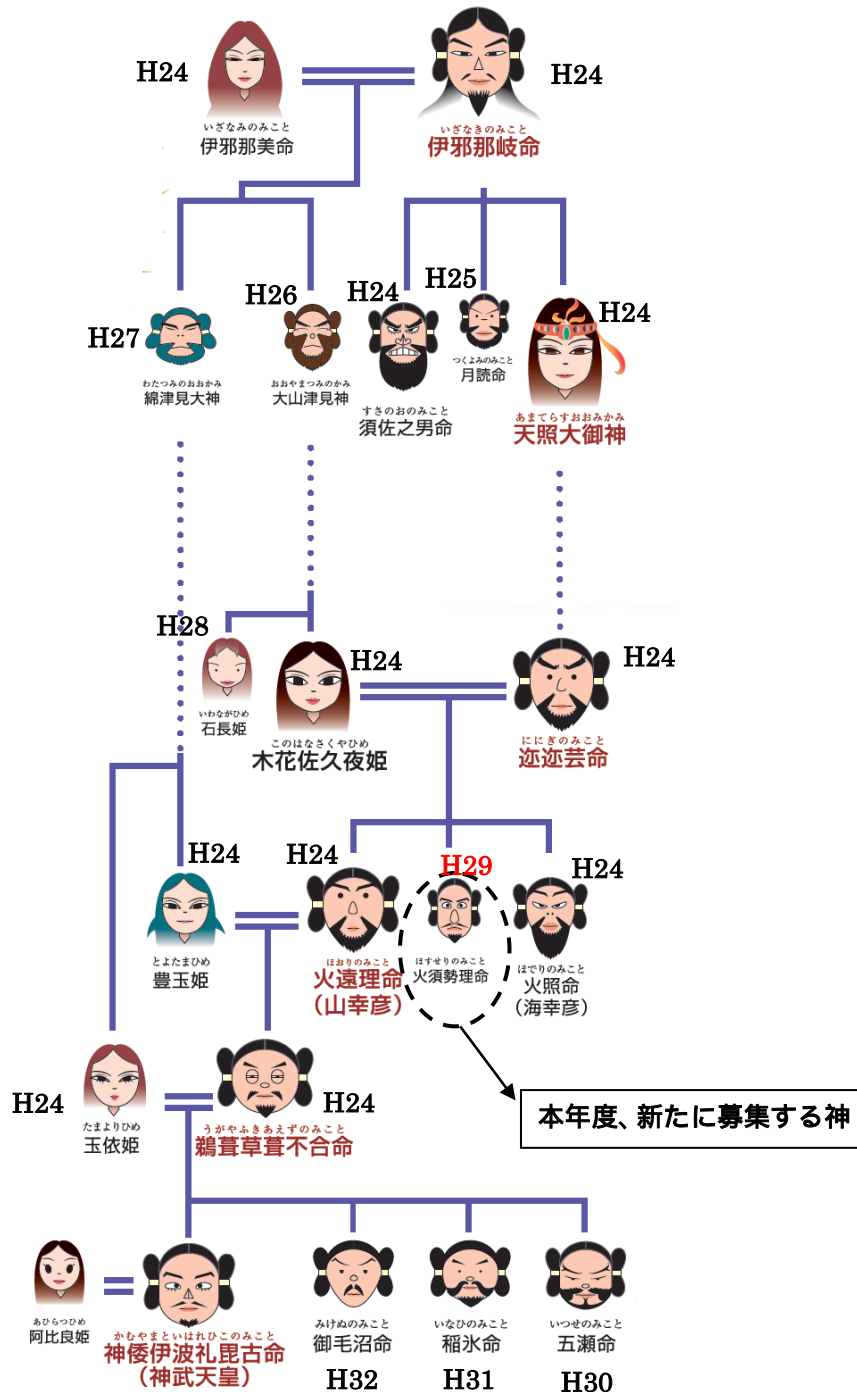 H24
いざなみのみこと
伊邪那美命
H24
いざなきのみこと
伊邪那岐命
H27
わたつみのおおかみ
綿津見大神
H26
おおやまつみのかみ
大山津見神
H24
すさのおのみこと
須佐之男命
H25
つくよみのみこと
月読命
H24
あまてらすおおみかみ
天照大御神
H28
いわながひめ
石長姫
H24
このはなさくやひめ
木花佐久夜姫
H24
ににぎのみこと
迩迩芸命
H24
とよたまひめ
豊玉姫
H24
ほおりのみこと
火遠理命
（山幸彦）
H29
ほすせりのみこと
火須勢理命
H24
ほでりのみこと
火照命
（海幸彦）
H24
たまよりひめ
玉依姫
H24
うがやふきあえずのみこと
鵜葺草葺不合命
本年度、新たに募集する神
あひらつひめ
阿比良姫
かむやまといはれひこのみこと
神倭伊波礼毘古命
（神武天皇）
みけぬのみこと
御毛沼命
H32
いなひのみこと
稲氷命
H31
いつせのみこと
五瀬命
H30